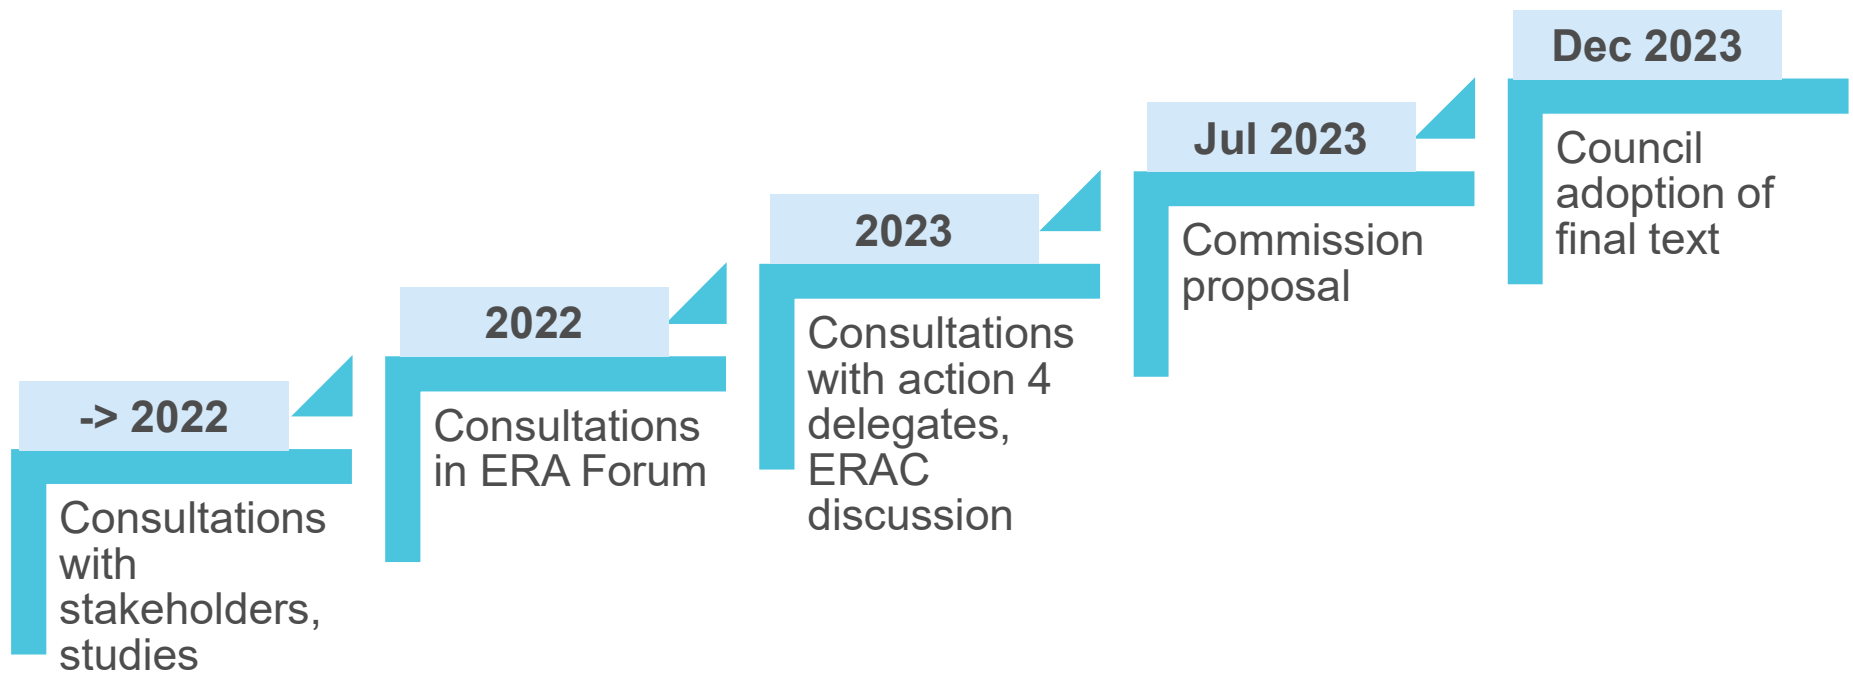 -> 2022
Consultations
with
stakeholders,
studies
2022
Consultations
in ERA Forum
2023
Consultations
with action 4
delegates,
ERAC
discussion
Jul 2023
Commission
proposal
Dec 2023
Council
adoption of
final text